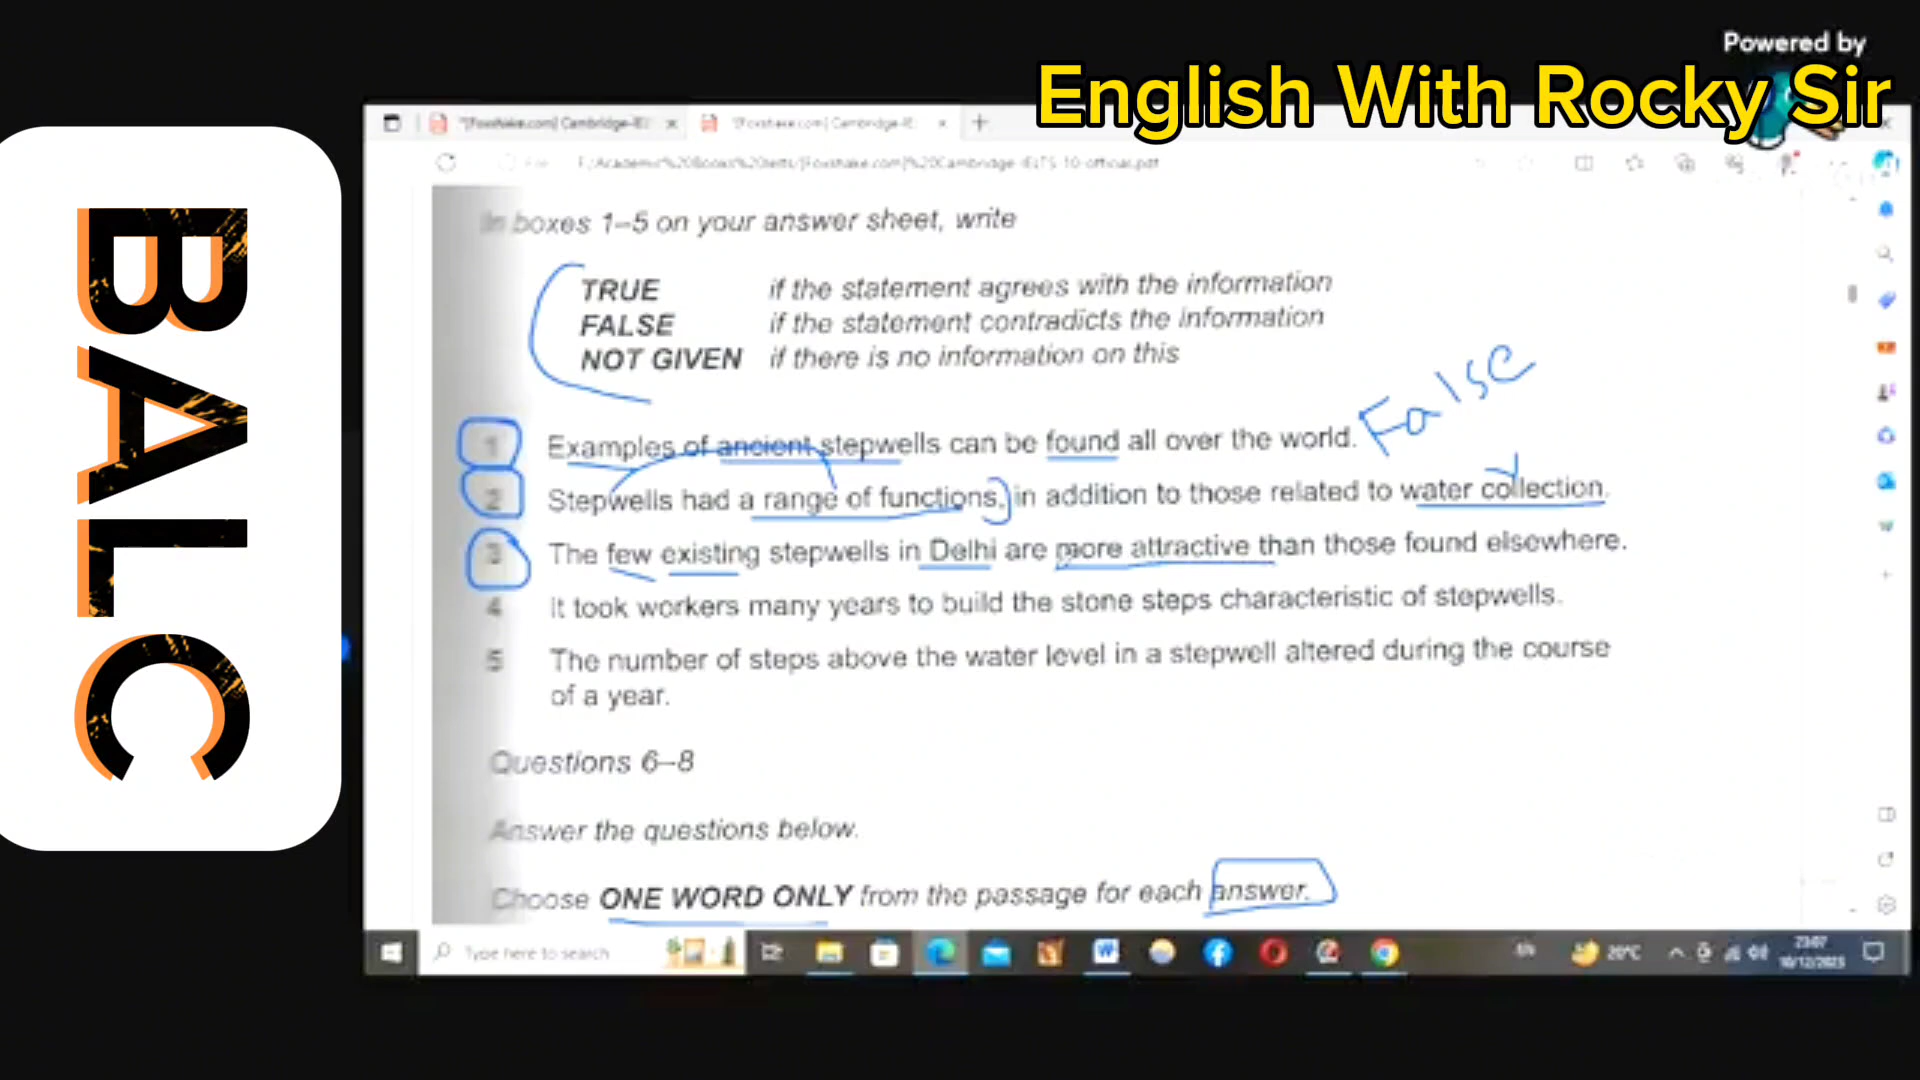 Powered by
English With Rocky Sir
BALC
In boxes 1–5 on your answer sheet, write
TRUE if the statement agrees with the information
FALSE if the statement contradicts the information
NOT GIVEN if there is no information on this
False
1 Examples of ancient stepwells can be found all over the world.
2 Stepwells had a range of functions, in addition to those related to water collection.
3 The few existing stepwells in Delhi are more attractive than those found elsewhere.
4 It took workers many years to build the stone steps characteristic of stepwells.
5 The number of steps above the water level in a stepwell altered during the course
of a year.
Questions 6–8
Answer the questions below.
Choose ONE WORD ONLY from the passage for each answer.
Type here to search
20°C
23:07
10/12/2023